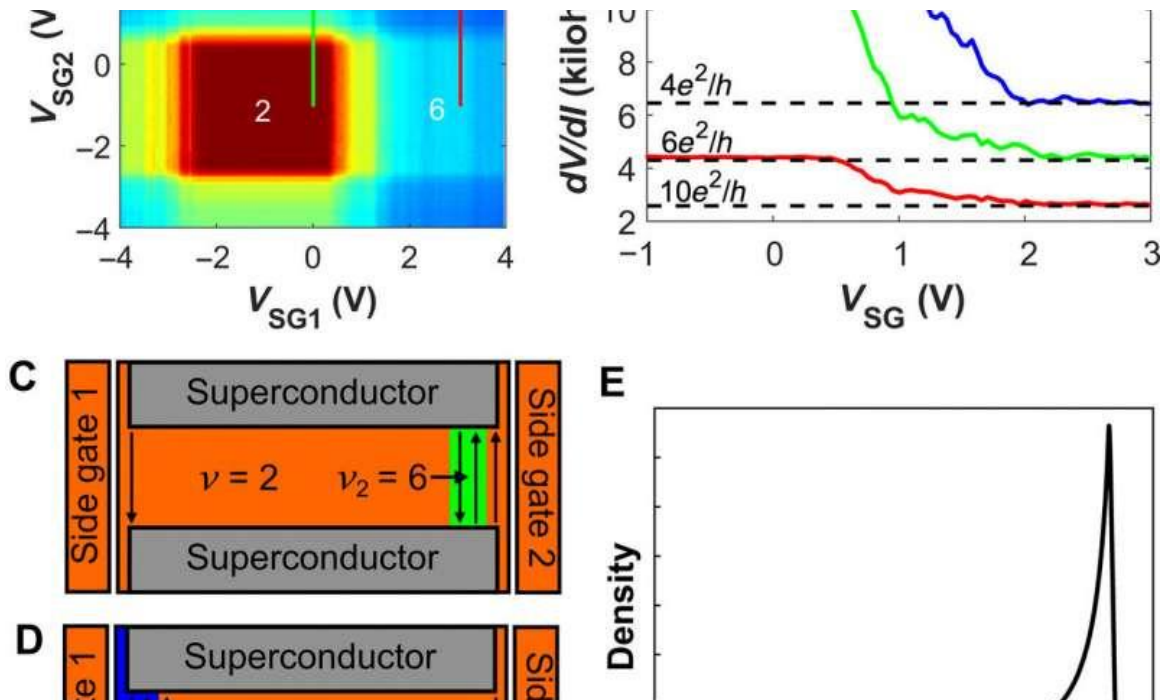 V_SG2 (V
0
−2
−4
2
6
−4
−2
0
2
4
V_SG1 (V)
dV/dI (kiloh
10
8
6
4
2
4e²/h
6e²/h
10e²/h
−1
0
1
2
3
V_SG (V)
C
Side gate 1
Superconductor
ν = 2
ν₂ = 6
Superconductor
Side gate 2
D
te 1
Superconductor
Sid
E
Density